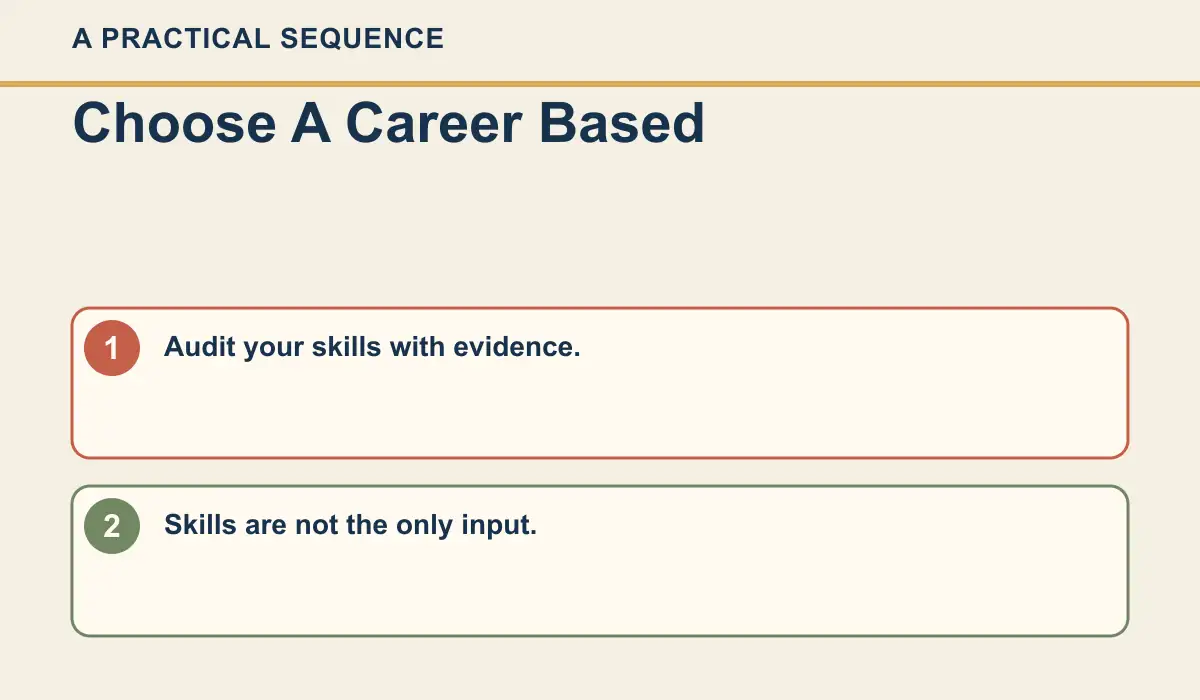 A PRACTICAL SEQUENCE
Choose A Career Based
1 Audit your skills with evidence.
2 Skills are not the only input.